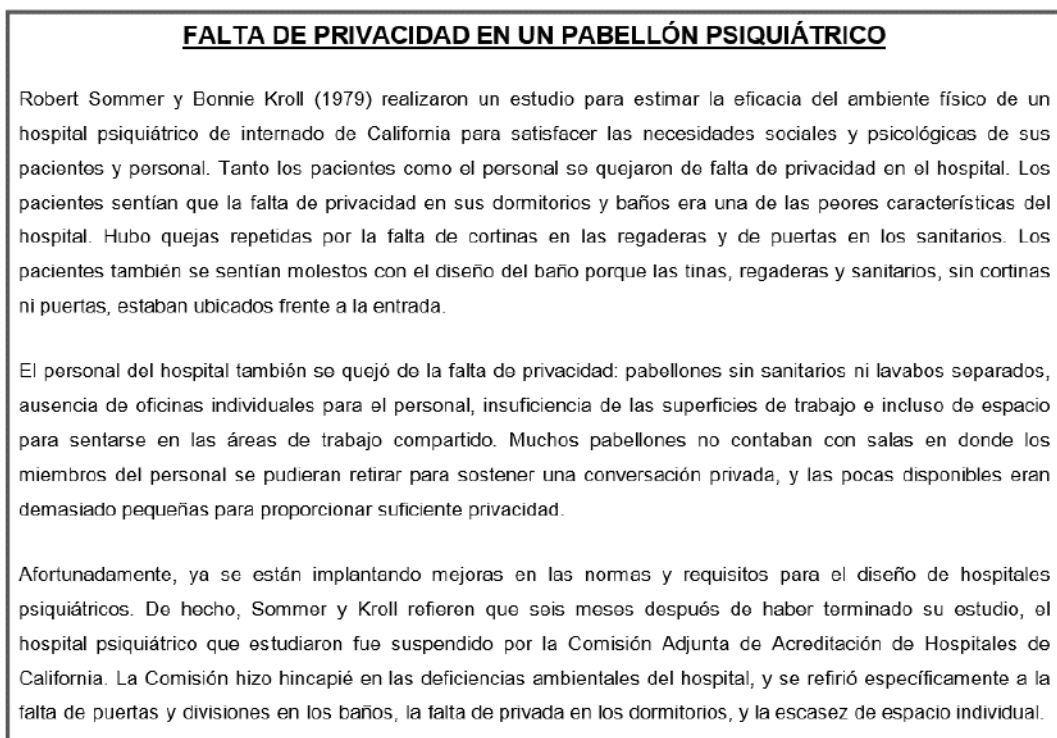 FALTA DE PRIVACIDAD EN UN PABELLÓN PSIQUIÁTRICO
Robert Sommer y Bonnie Kroll (1979) realizaron un estudio para estimar la eficacia del ambiente físico de un
hospital psiquiátrico de internado de California para satisfacer las necesidades sociales y psicológicas de sus
pacientes y personal. Tanto los pacientes como el personal se quejaron de falta de privacidad en el hospital. Los
pacientes sentían que la falta de privacidad en sus dormitorios y baños era una de las peores características del
hospital. Hubo quejas repetidas por la falta de cortinas en las regaderas y de puertas en los sanitarios. Los
pacientes también se sentían molestos con el diseño del baño porque las tinas, regaderas y sanitarios, sin cortinas
ni puertas, estaban ubicados frente a la entrada.
El personal del hospital también se quejó de la falta de privacidad: pabellones sin sanitarios ni lavabos separados,
ausencia de oficinas individuales para el personal, insuficiencia de las superficies de trabajo e incluso de espacio
para sentarse en las áreas de trabajo compartido. Muchos pabellones no contaban con salas en donde los
miembros del personal se pudieran retirar para sostener una conversación privada, y las pocas disponibles eran
demasiado pequeñas para proporcionar suficiente privacidad.
Afortunadamente, ya se están implantando mejoras en las normas y requisitos para el diseño de hospitales
psiquiátricos. De hecho, Sommer y Kroll refieren que seis meses después de haber terminado su estudio, el
hospital psiquiátrico que estudiaron fue suspendido por la Comisión Adjunta de Acreditación de Hospitales de
California. La Comisión hizo hincapié en las deficiencias ambientales del hospital, y se refirió específicamente a la
falta de puertas y divisiones en los baños, la falta de privada en los dormitorios, y la escasez de espacio individual.